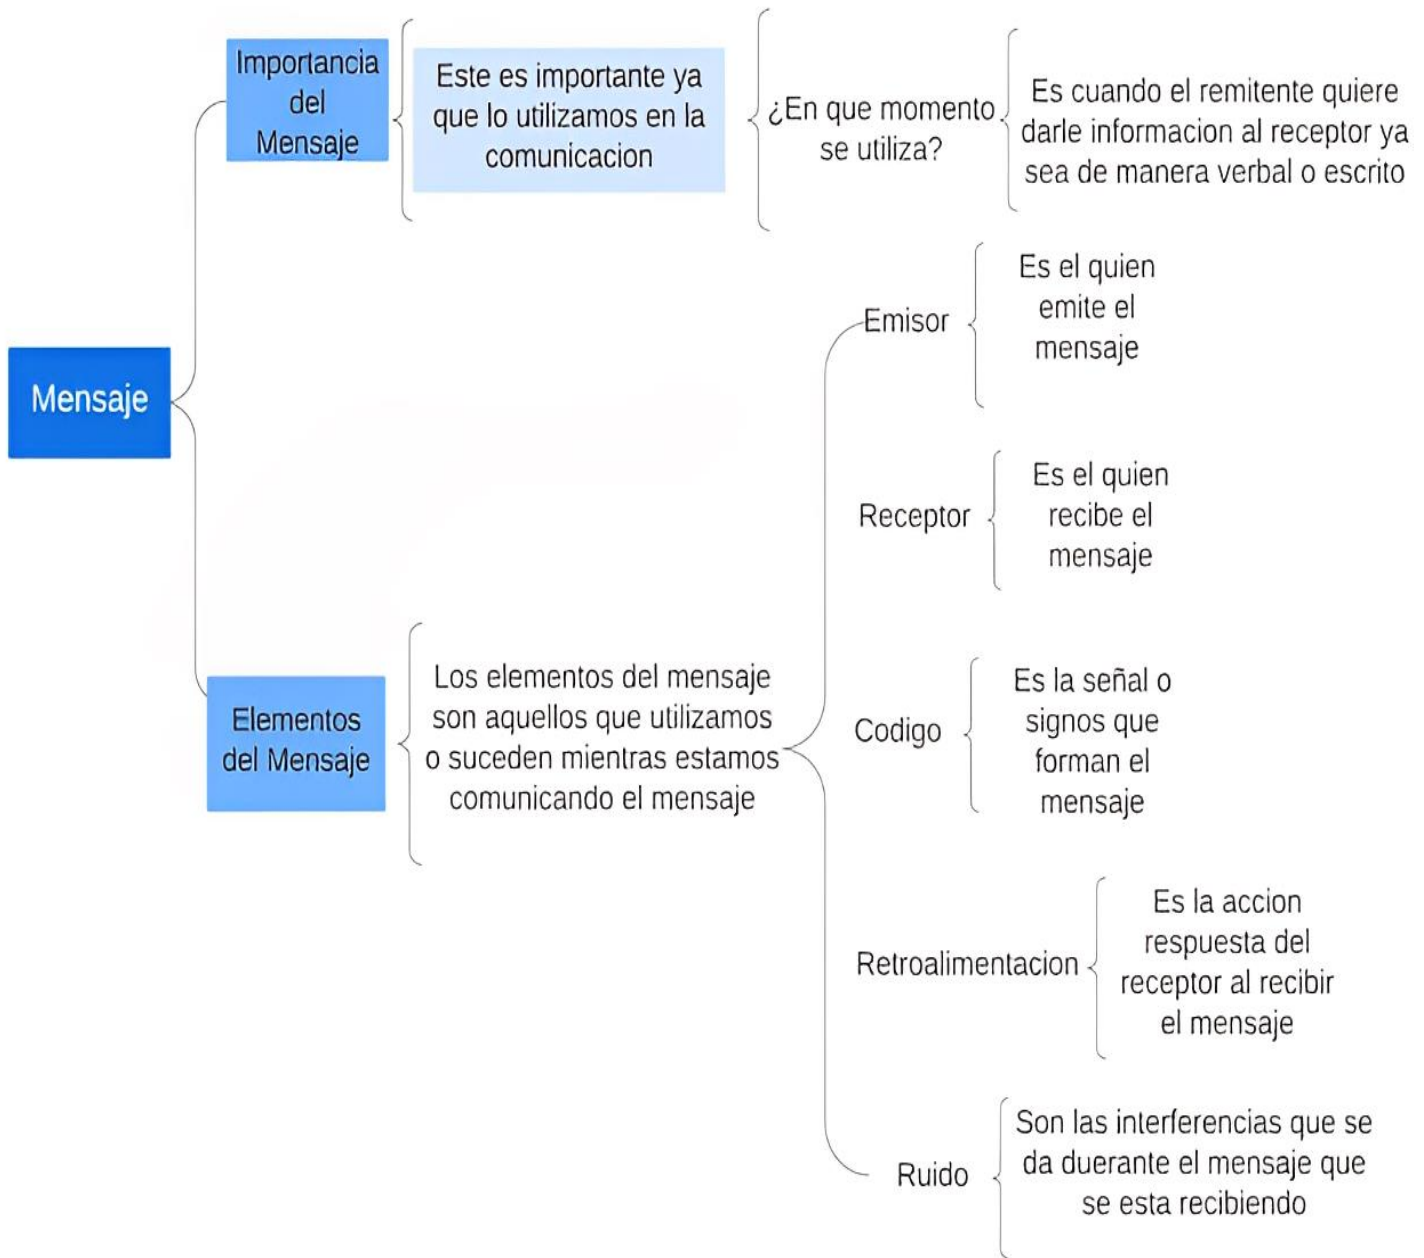 Mensaje
Importancia
del
Mensaje
Este es importante ya
que lo utilizamos en la
comunicacion
¿En que momento
se utiliza?
Es cuando el remitente quiere
darle informacion al receptor ya
sea de manera verbal o escrito
Elementos
del Mensaje
Los elementos del mensaje
son aquellos que utilizamos
o suceden mientras estamos
comunicando el mensaje
Emisor
Es el quien
emite el
mensaje
Receptor
Es el quien
recibe el
mensaje
Codigo
Es la señal o
signos que
forman el
mensaje
Retroalimentacion
Es la accion
respuesta del
receptor al recibir
el mensaje
Ruido
Son las interferencias que se
da duerante el mensaje que
se esta recibiendo